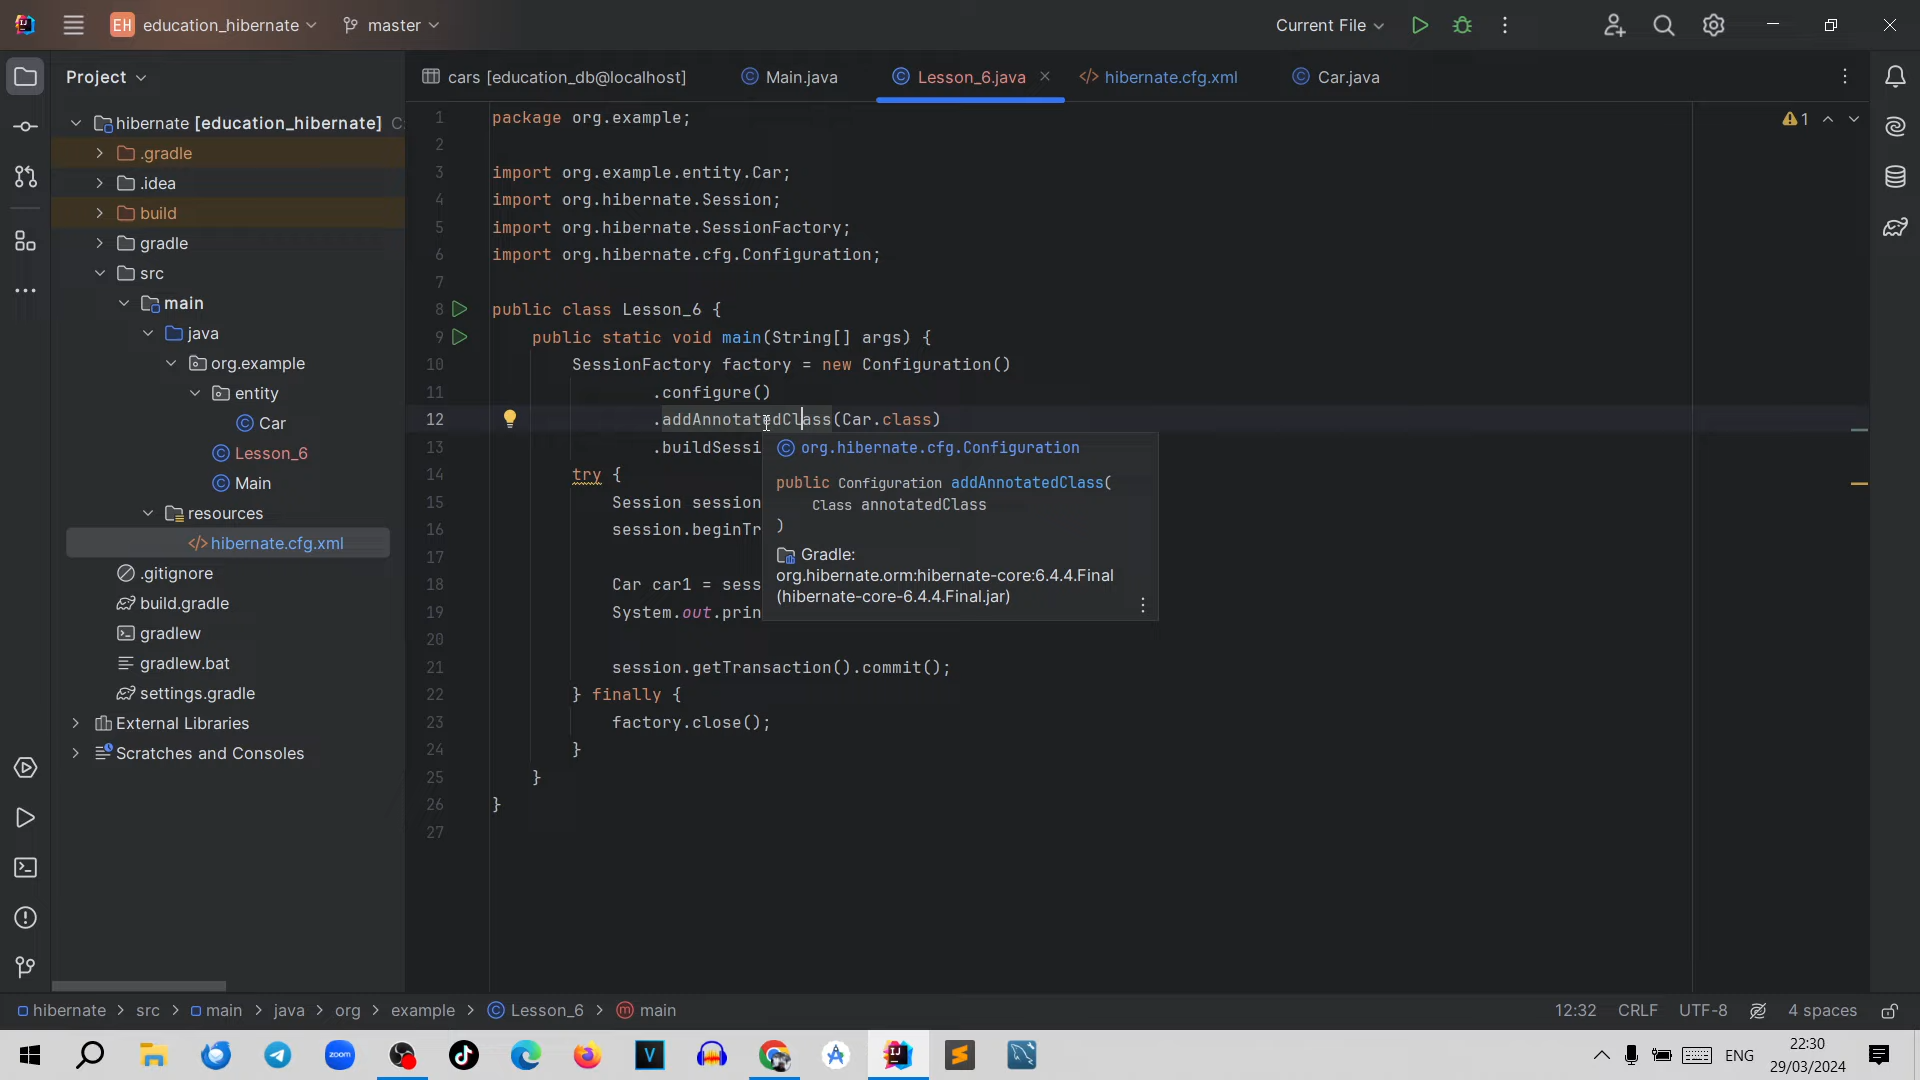 EH education_hibernate
master
Current File
Project
cars [education_db@localhost]
Main.java
Lesson_6.java
hibernate.cfg.xml
Car.java
hibernate [education_hibernate] C
.gradle
.idea
build
gradle
src
main
java
org.example
entity
Car
Lesson_6
Main
resources
hibernate.cfg.xml
.gitignore
build.gradle
gradlew
gradlew.bat
settings.gradle
External Libraries
Scratches and Consoles
1 package org.example;
2
3 import org.example.entity.Car;
4 import org.hibernate.Session;
5 import org.hibernate.SessionFactory;
6 import org.hibernate.cfg.Configuration;
7
8 public class Lesson_6 {
9 public static void main(String[] args) {
10 SessionFactory factory = new Configuration()
11 .configure()
12 .addAnnotatedClass(Car.class)
13 .buildSessi
14 try {
15 Session session
16 session.beginTr
17
18 Car car1 = sess
19 System.out.prin
20
21 session.getTransaction().commit();
22 } finally {
23 factory.close();
24 }
25 }
26 }
27
1
org.hibernate.cfg.Configuration
public Configuration addAnnotatedClass(
Class annotatedClass
)
Gradle:
org.hibernate.orm:hibernate-core:6.4.4.Final
(hibernate-core-6.4.4.Final.jar)
hibernate > src > main > java > org > example > Lesson_6 > main
12:32 CRLF UTF-8 4 spaces
zoom
ENG
22:30
29/03/2024